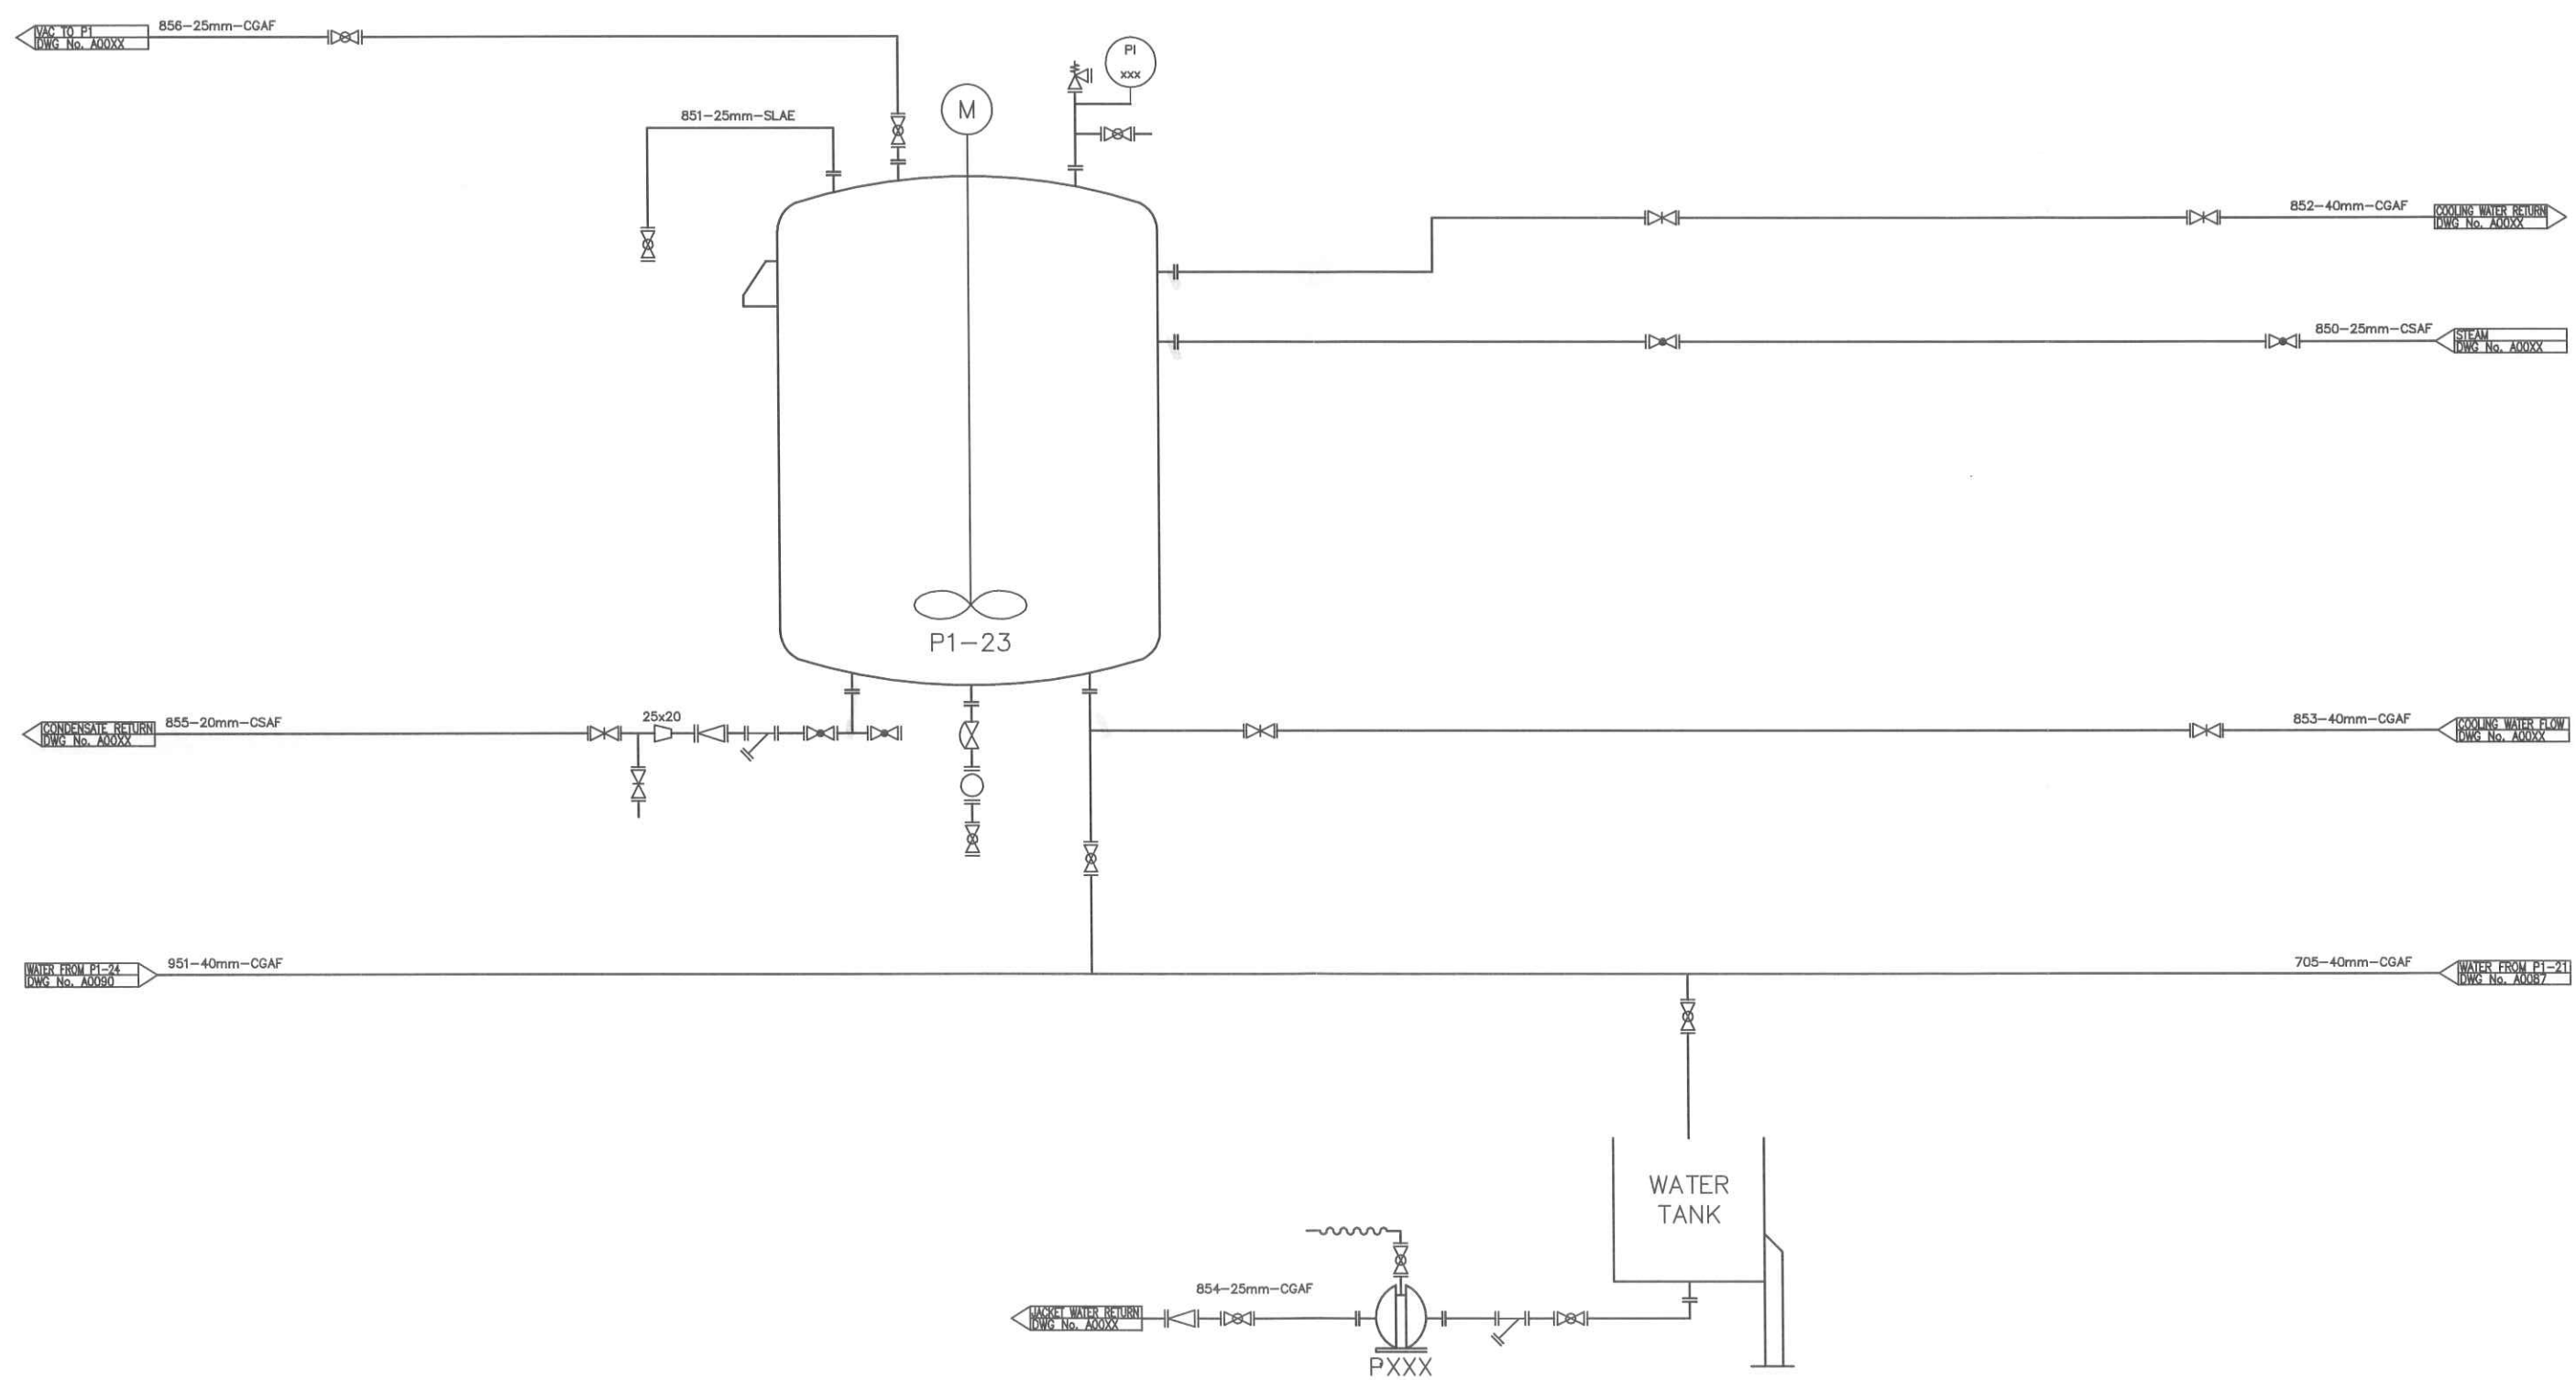 VAC TO P1
DWG No. A00XX
856-25mm-CGAF
PI
xxx
M
851-25mm-SLAE
852-40mm-CGAF
COOLING WATER RETURN
DWG No. A00XX
850-25mm-CSAF
STEAM
DWG No. A00XX
P1-23
CONDENSATE RETURN
DWG No. A00XX
855-20mm-CSAF
25x20
853-40mm-CGAF
COOLING WATER FLOW
DWG No. A00XX
WATER FROM P1-24
DWG No. A0090
951-40mm-CGAF
705-40mm-CGAF
WATER FROM P1-21
DWG No. A0087
WATER
TANK
854-25mm-CGAF
JACKET WATER RETURN
DWG No. A00XX
PXXX